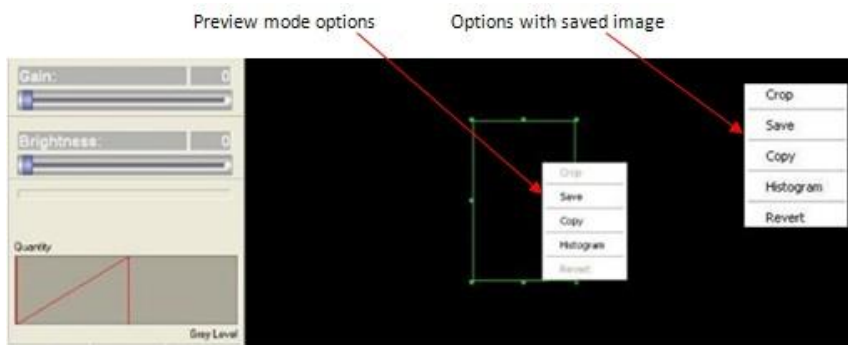 Preview mode options
Options with saved image
Gain: 0
Brightness: 0
Quantity
Grey Level
Crop
Save
Copy
Histogram
Revert
Crop
Save
Copy
Histogram
Revert